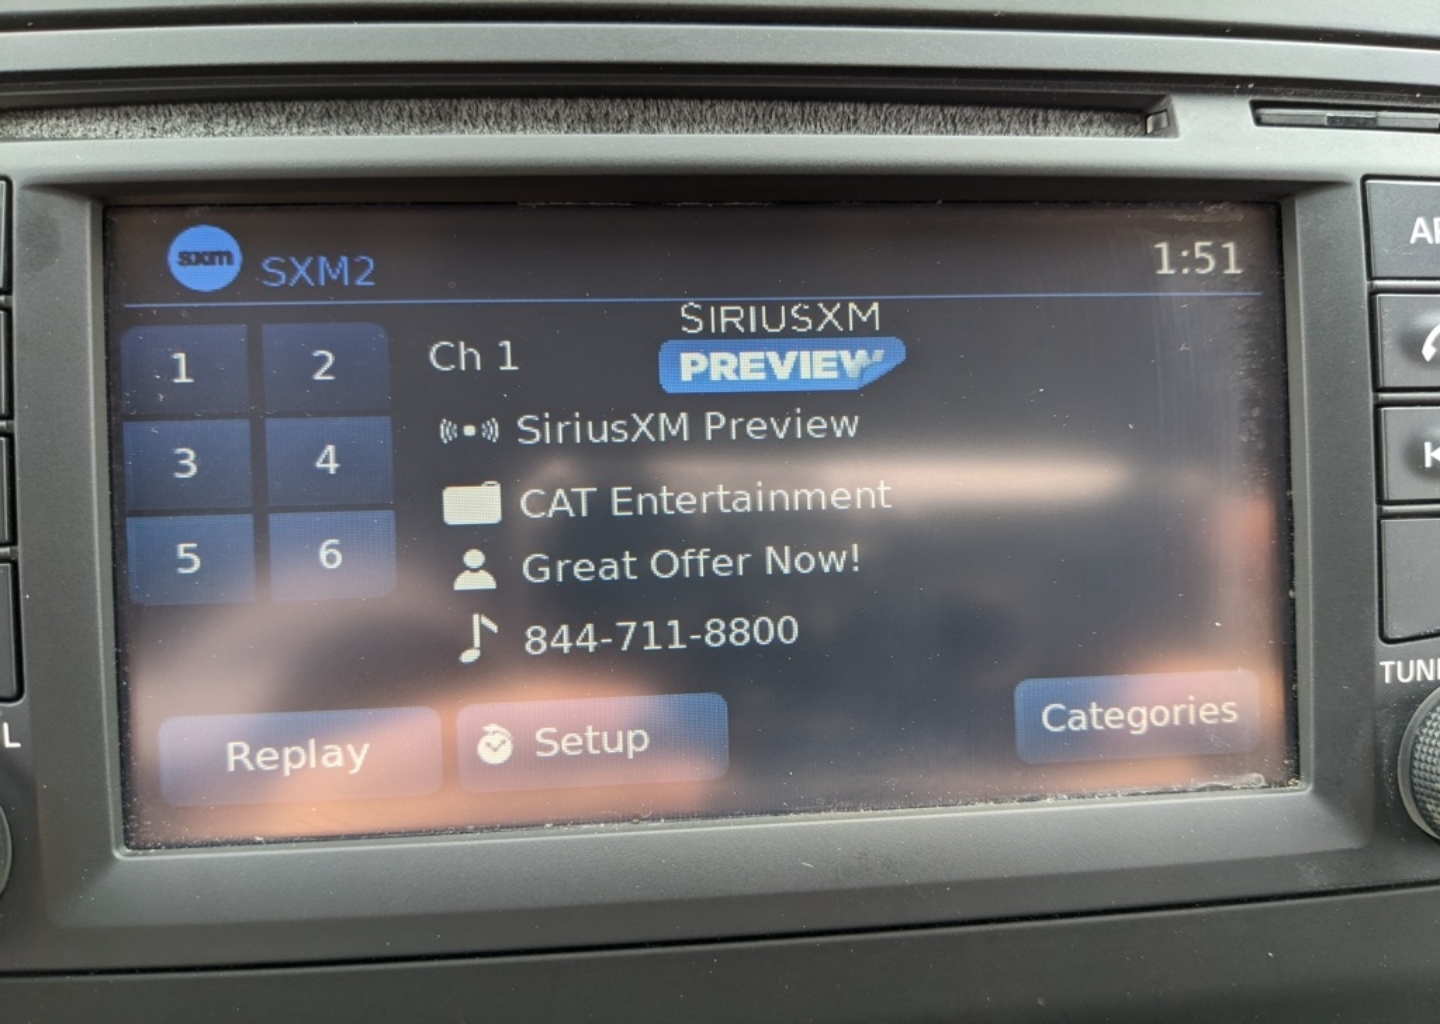 sxm SXM2 1:51
SIRIUSXM
PREVIEW
1 2 Ch 1
SiriusXM Preview
3 4
CAT Entertainment
5 6 Great Offer Now!
844-711-8800
Replay Setup Categories
TUNE
L